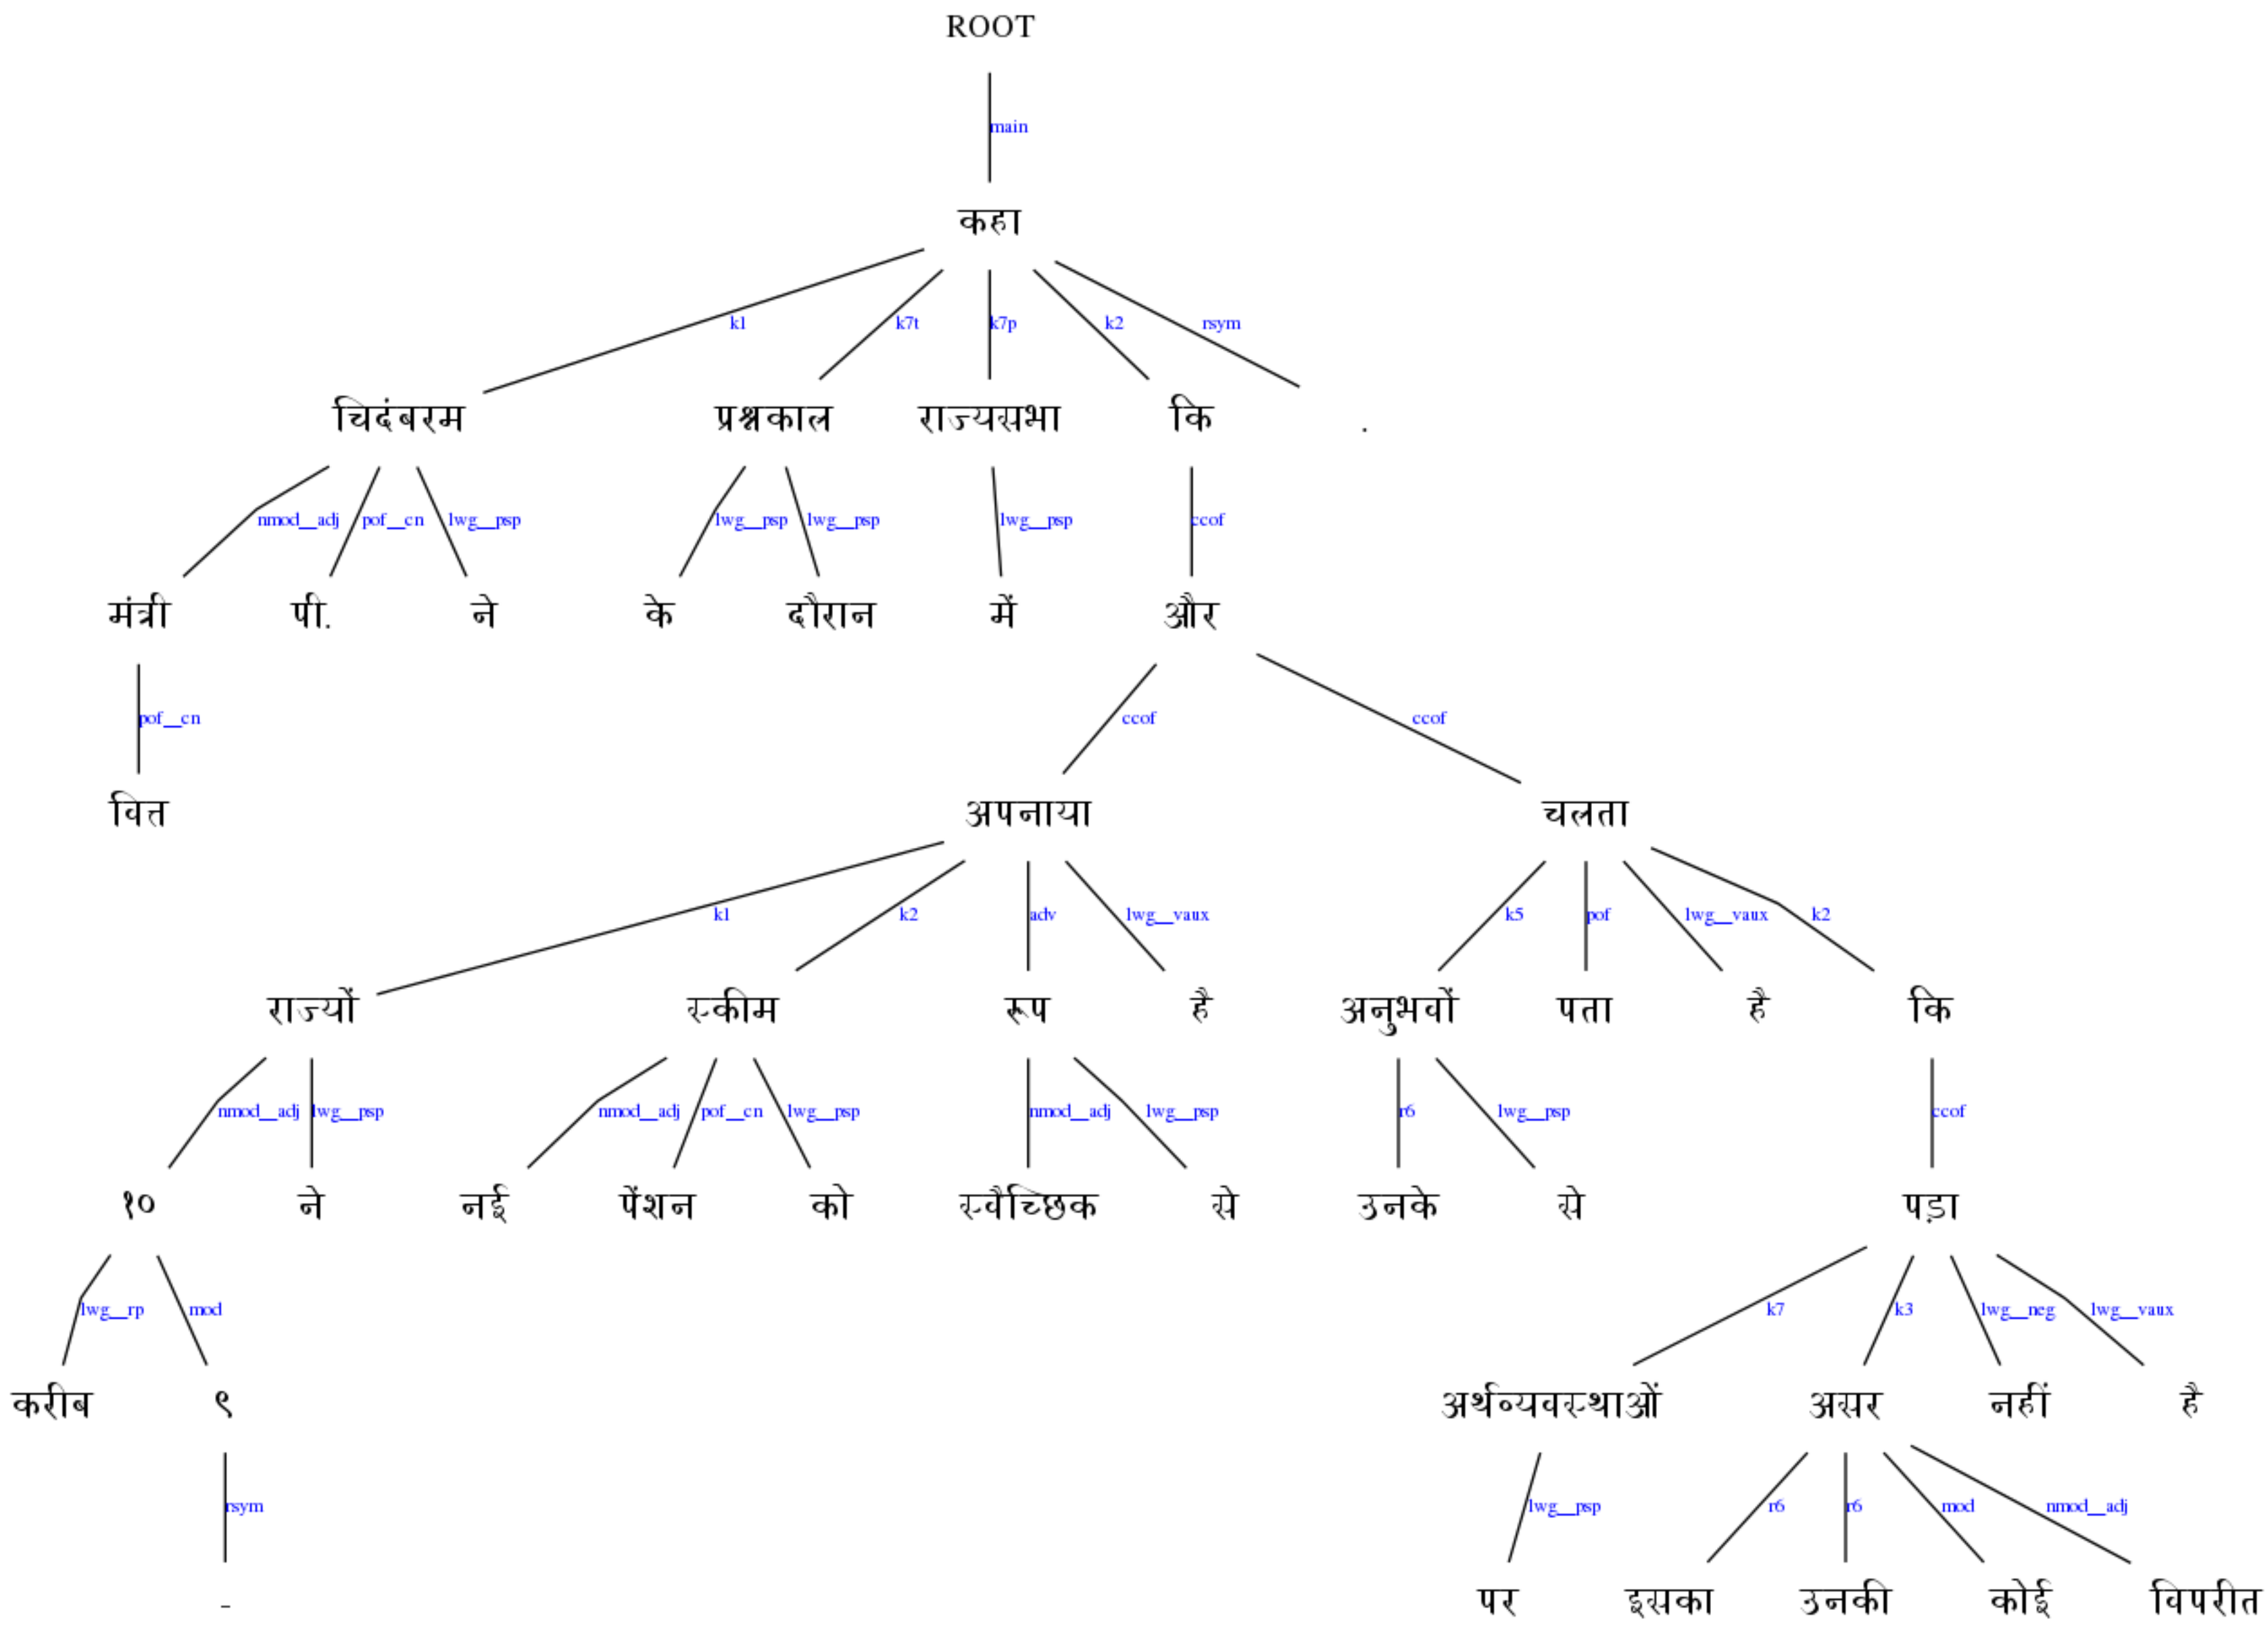 ROOT
main
कहा
k1 k7t k7p k2 rsym
चिदंबरम प्रश्नकाल राज्यसभा कि .
nmod__adj pof__cn lwg__psp lwg__psp lwg__psp lwg__psp ccof
मंत्री पी. ने के दौरान में और
pof__cn ccof ccof
वित्त अपनाया चलता
k1 k2 adv lwg__vaux k5 pof lwg__vaux k2
राज्यों स्कीम रूप है अनुभवों पता है कि
nmod__adj lwg__psp nmod__adj pof__cn lwg__psp nmod__adj lwg__psp r6 lwg__psp ccof
१० ने नई पेंशन को स्वैच्छिक से उनके से पड़ा
lwg__rp mod k7 k3 lwg__neg lwg__vaux
करीब ९ अर्थव्यवस्थाओं असर नहीं है
rsym lwg__psp r6 r6 mod nmod__adj
- पर इसका उनकी कोई विपरीत